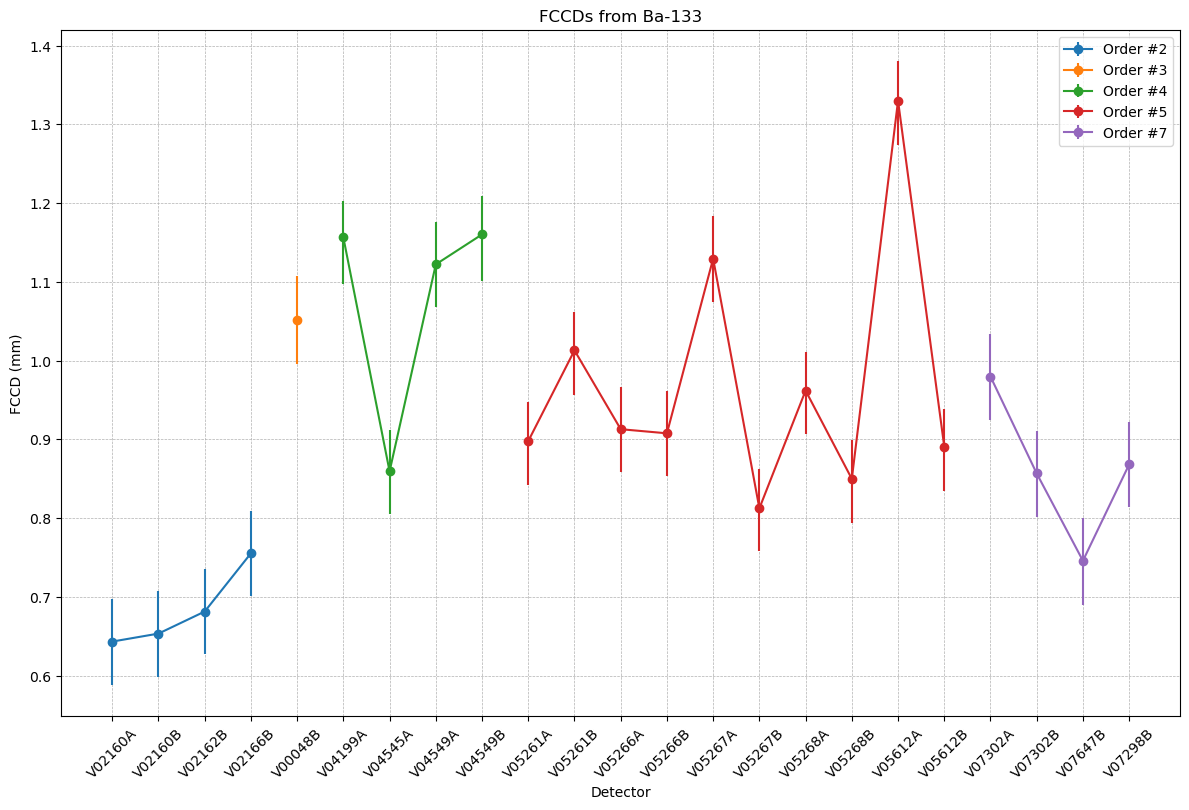 FCCDs from Ba-133
1.4
1.3
1.2
1.1
1.0
0.9
0.8
0.7
0.6
FCCD (mm)
Order #2
Order #3
Order #4
Order #5
Order #7
V02160A
V02160B
V02162B
V02166B
V00048B
V04199A
V04545A
V04549A
V04549B
V05261A
V05261B
V05266A
V05266B
V05267A
V05267B
V05268A
V05268B
V05612A
V05612B
V07302A
V07302B
V07647B
V07298B
Detector